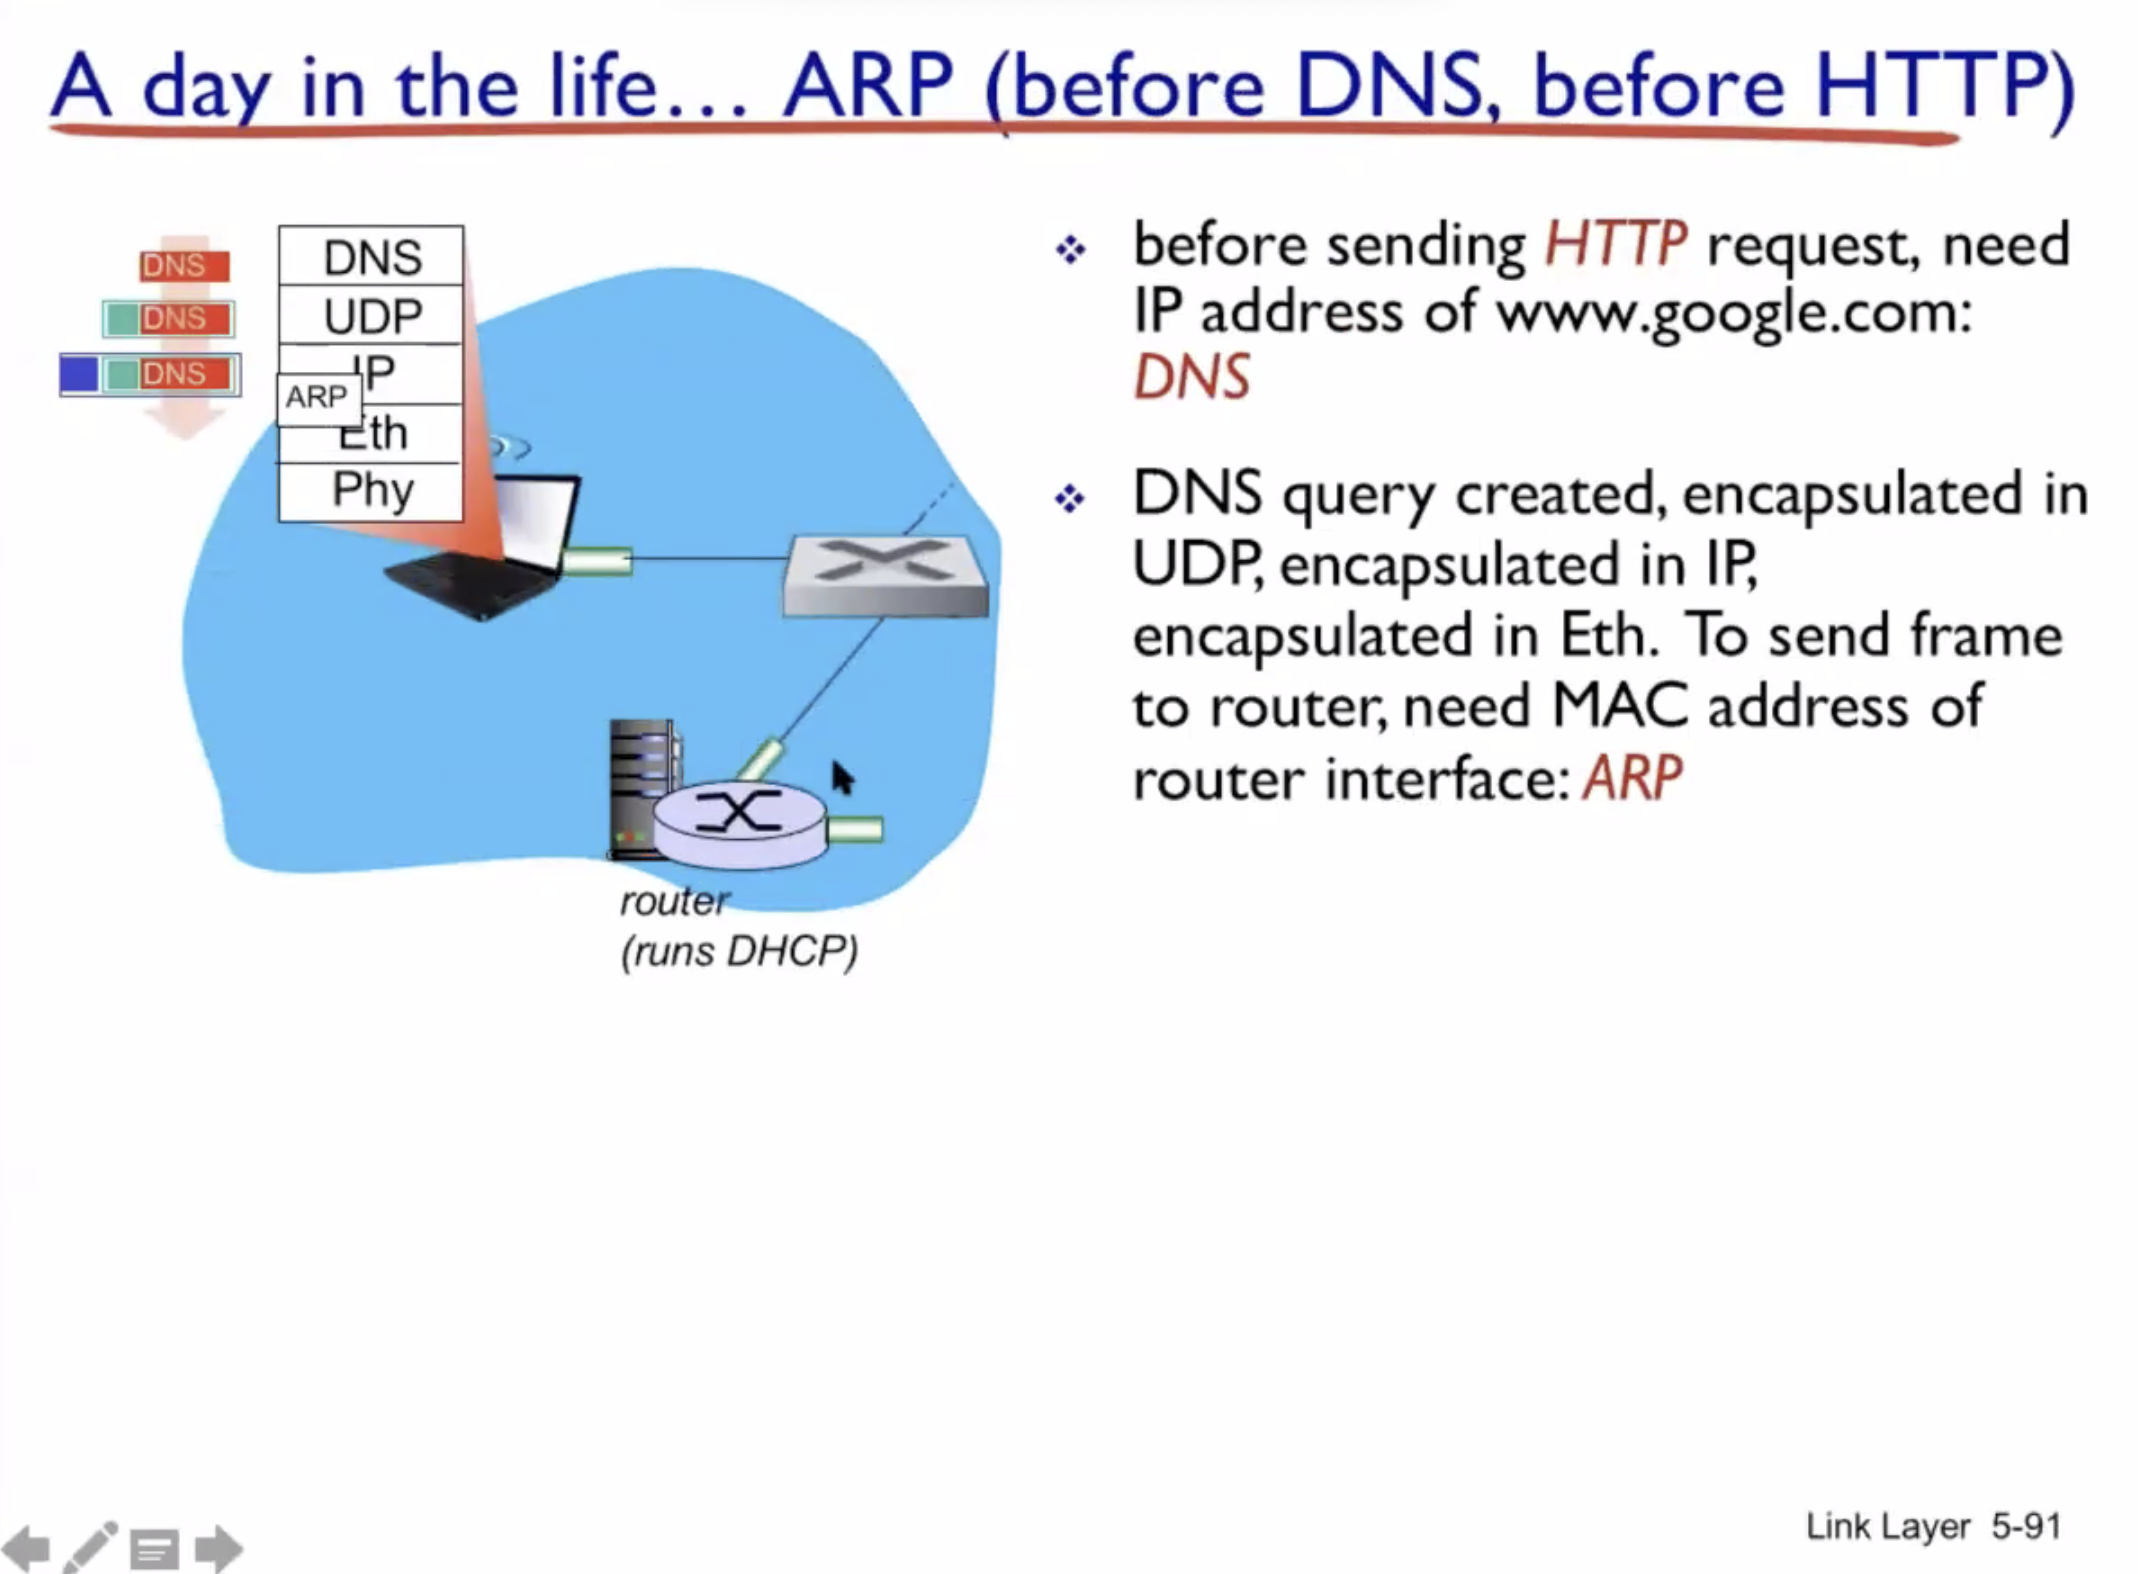 A day in the life... ARP (before DNS, before HTTP)
DNS
DNS
DNS
DNS
UDP
IP
ARP
Eth
Phy
router
(runs DHCP)
before sending HTTP request, need
IP address of www.google.com:
DNS
DNS query created, encapsulated in
UDP, encapsulated in IP,
encapsulated in Eth. To send frame
to router, need MAC address of
router interface: ARP
Link Layer 5-91